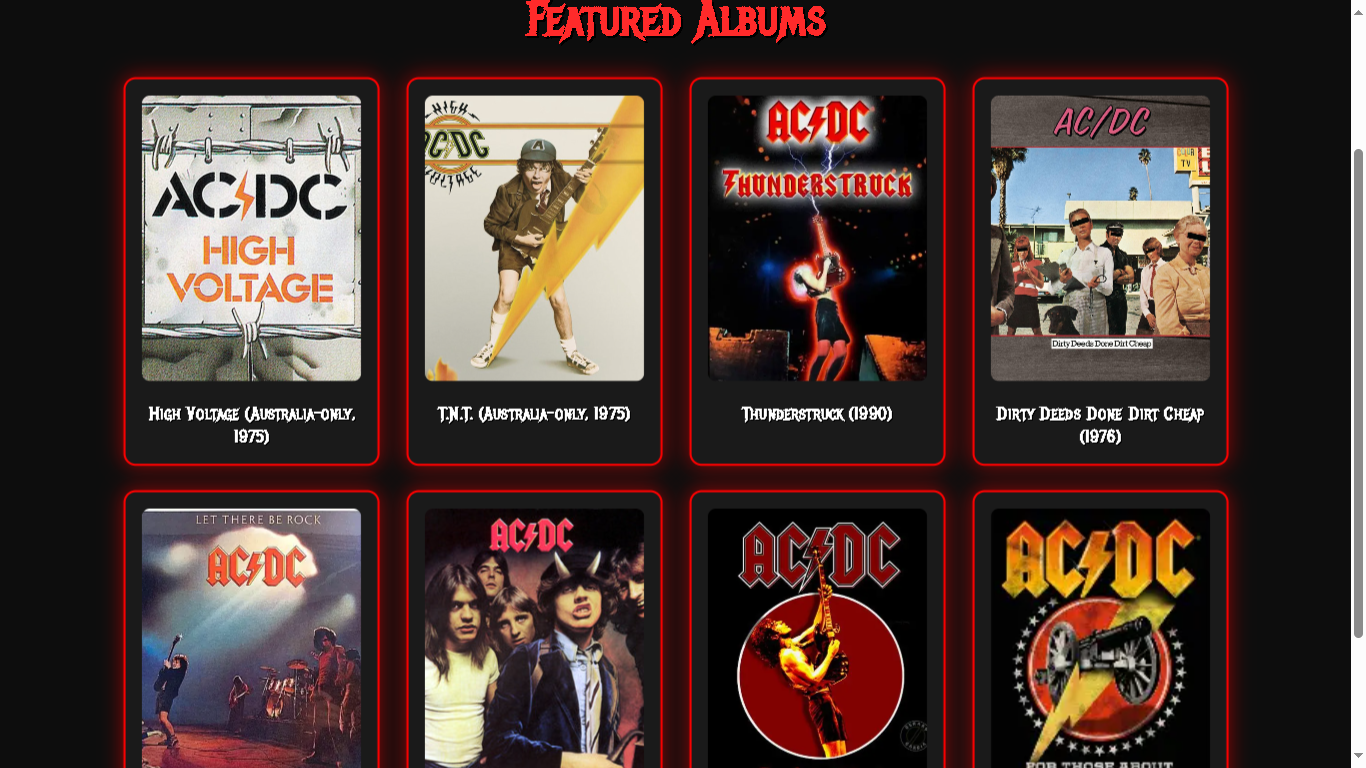 Featured Albums
AC/DC
HIGH
VOLTAGE
High Voltage (Australia-only,
1975)
HIGH
AC/DC
VOLTAGE
T.N.T. (Australia-only, 1975)
AC/DC
Thunderstruck
Thunderstruck (1990)
AC/DC
COLOR
TV
Dirty Deeds Done Dirt Cheap
Dirty Deeds Done Dirt Cheap
(1976)
LET THERE BE ROCK
AC/DC
AC/DC
A
AC/DC
AC/DC
FOR THOSE ABOUT